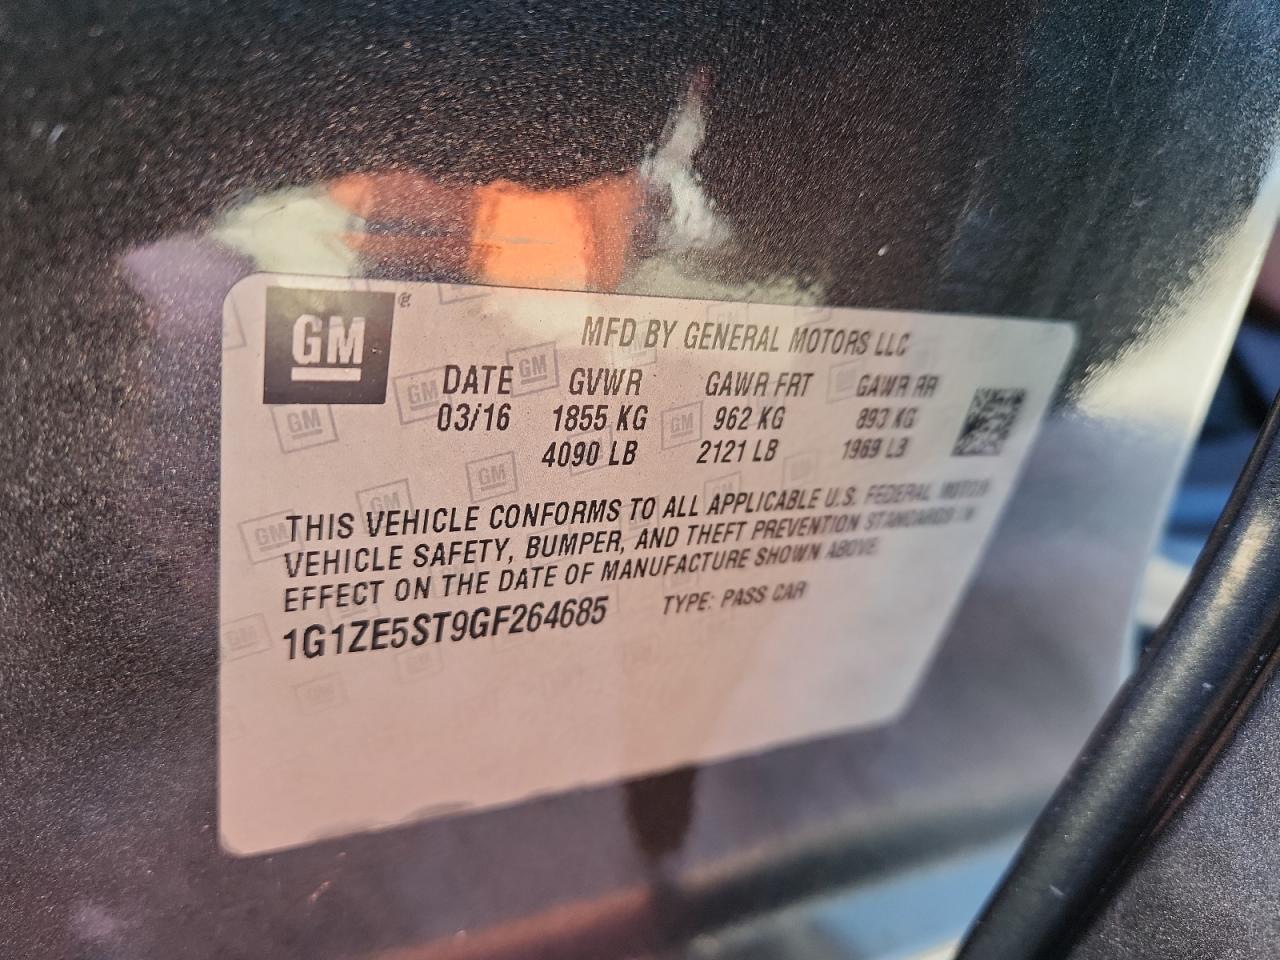 GM ®
MFD BY GENERAL MOTORS LLC
DATE GVWR GAWR FRT GAWR RR
03/16 1855 KG 962 KG 893 KG
4090 LB 2121 LB 1969 LB
THIS VEHICLE CONFORMS TO ALL APPLICABLE U.S. FEDERAL MOTOR
VEHICLE SAFETY, BUMPER, AND THEFT PREVENTION STANDARDS IN
EFFECT ON THE DATE OF MANUFACTURE SHOWN ABOVE
1G1ZE5ST9GF264685 TYPE: PASS CAR